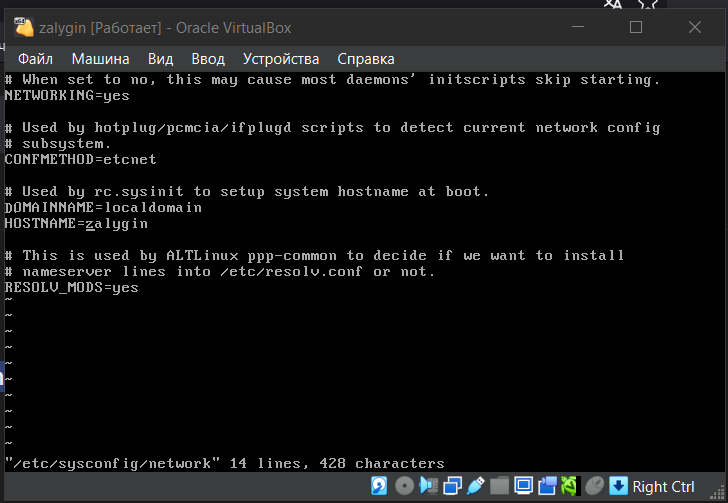 zalygin [Работает] - Oracle VirtualBox
Файл Машина Вид Ввод Устройства Справка
# When set to no, this may cause most daemons' initscripts skip starting.
NETWORKING=yes
# Used by hotplug/pcmcia/ifplugd scripts to detect current network config
# subsystem.
CONFMETHOD=etcnet
# Used by rc.sysinit to setup system hostname at boot.
DOMAINNAME=localdomain
HOSTNAME=zalygin
# This is used by ALTLinux ppp-common to decide if we want to install
# nameserver lines into /etc/resolv.conf or not.
RESOLV_MODS=yes
~
~
~
~
~
~
~
~
~
~
"/etc/sysconfig/network" 14 lines, 428 characters
Right Ctrl